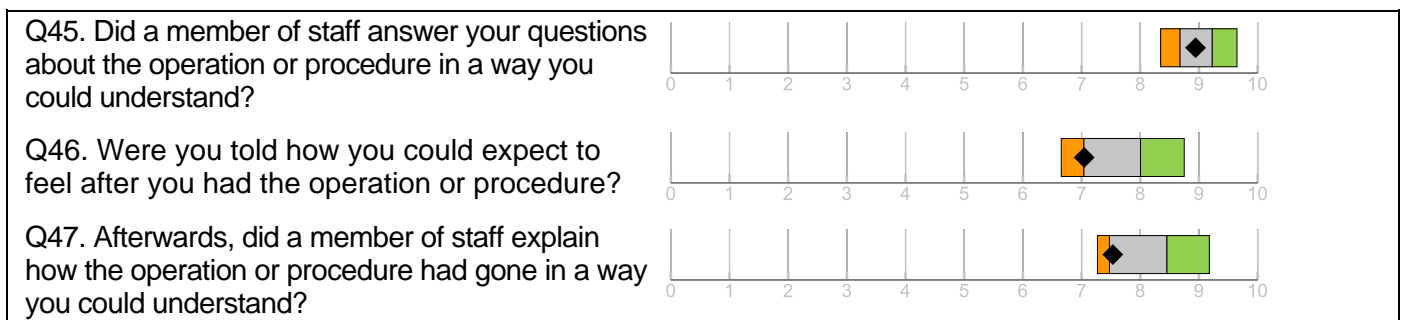 Q45. Did a member of staff answer your questions
about the operation or procedure in a way you
could understand?
0 1 2 3 4 5 6 7 8 9 10
Q46. Were you told how you could expect to
feel after you had the operation or procedure?
0 1 2 3 4 5 6 7 8 9 10
Q47. Afterwards, did a member of staff explain
how the operation or procedure had gone in a way
you could understand?
0 1 2 3 4 5 6 7 8 9 10